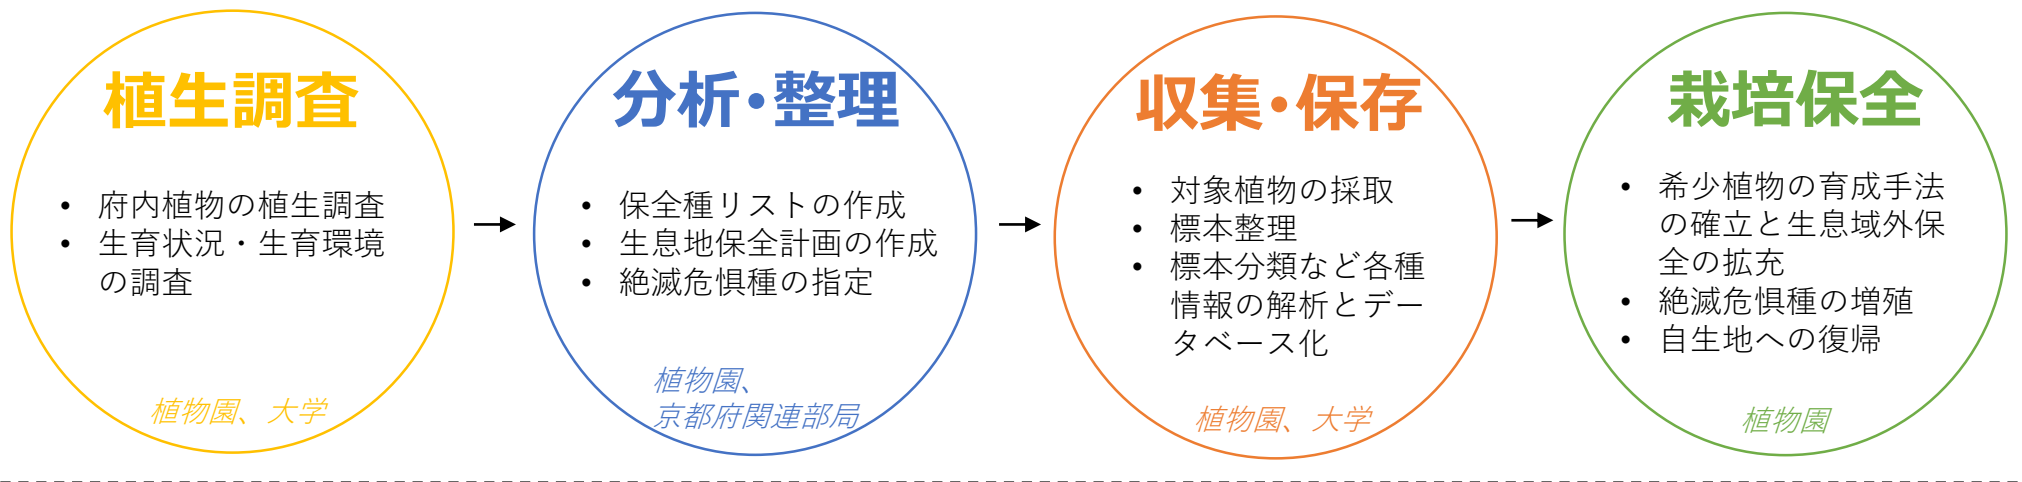 植生調査
• 府内植物の植生調査
• 生育状況・生育環境
の調査
植物園、大学
分析・整理
• 保全種リストの作成
• 生息地保全計画の作成
• 絶滅危惧種の指定
植物園、
京都府関連部局
収集・保存
• 対象植物の採取
• 標本整理
• 標本分類など各種
情報の解析とデー
タベース化
植物園、大学
栽培保全
• 希少植物の育成手法
の確立と生息域外保
全の拡充
• 絶滅危惧種の増殖
• 自生地への復帰
植物園